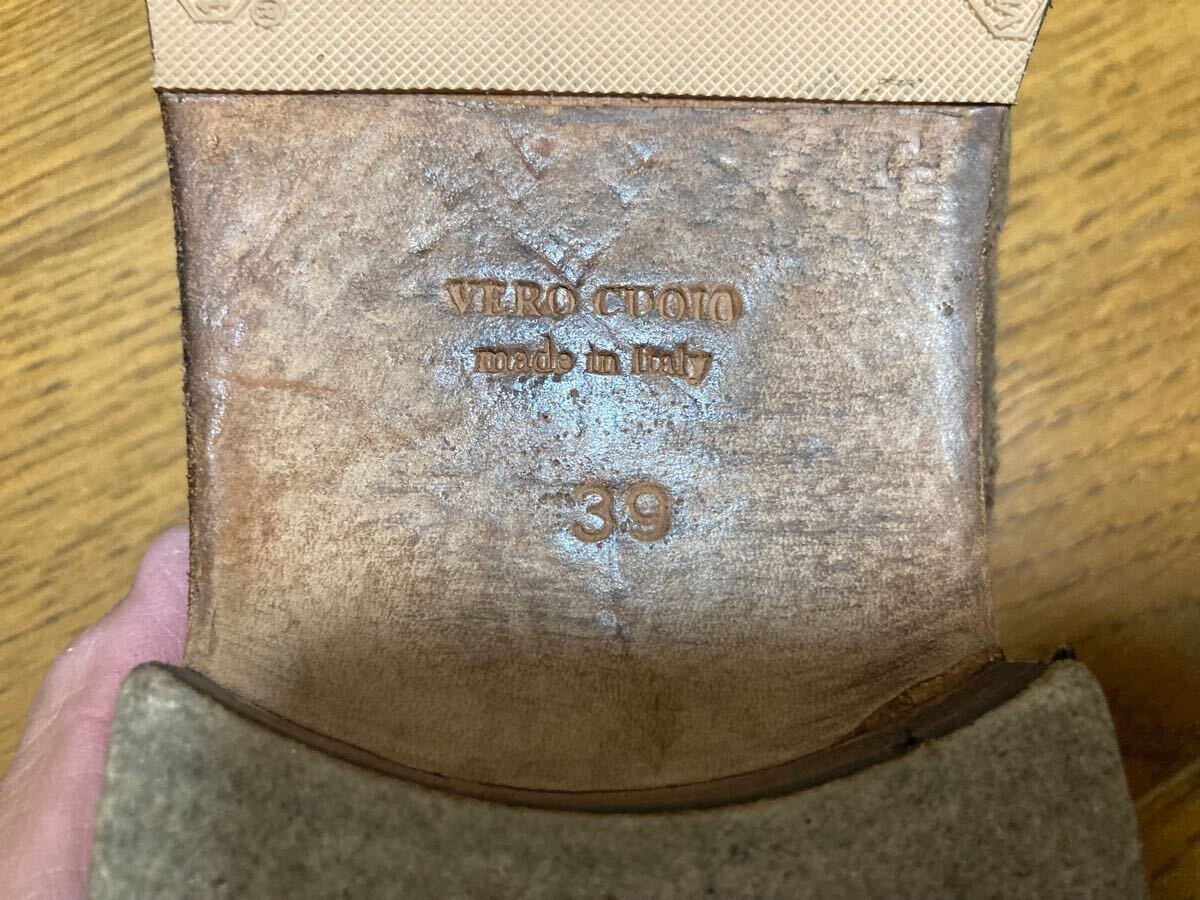 ®
VERO CUOIO
made in Italy
39